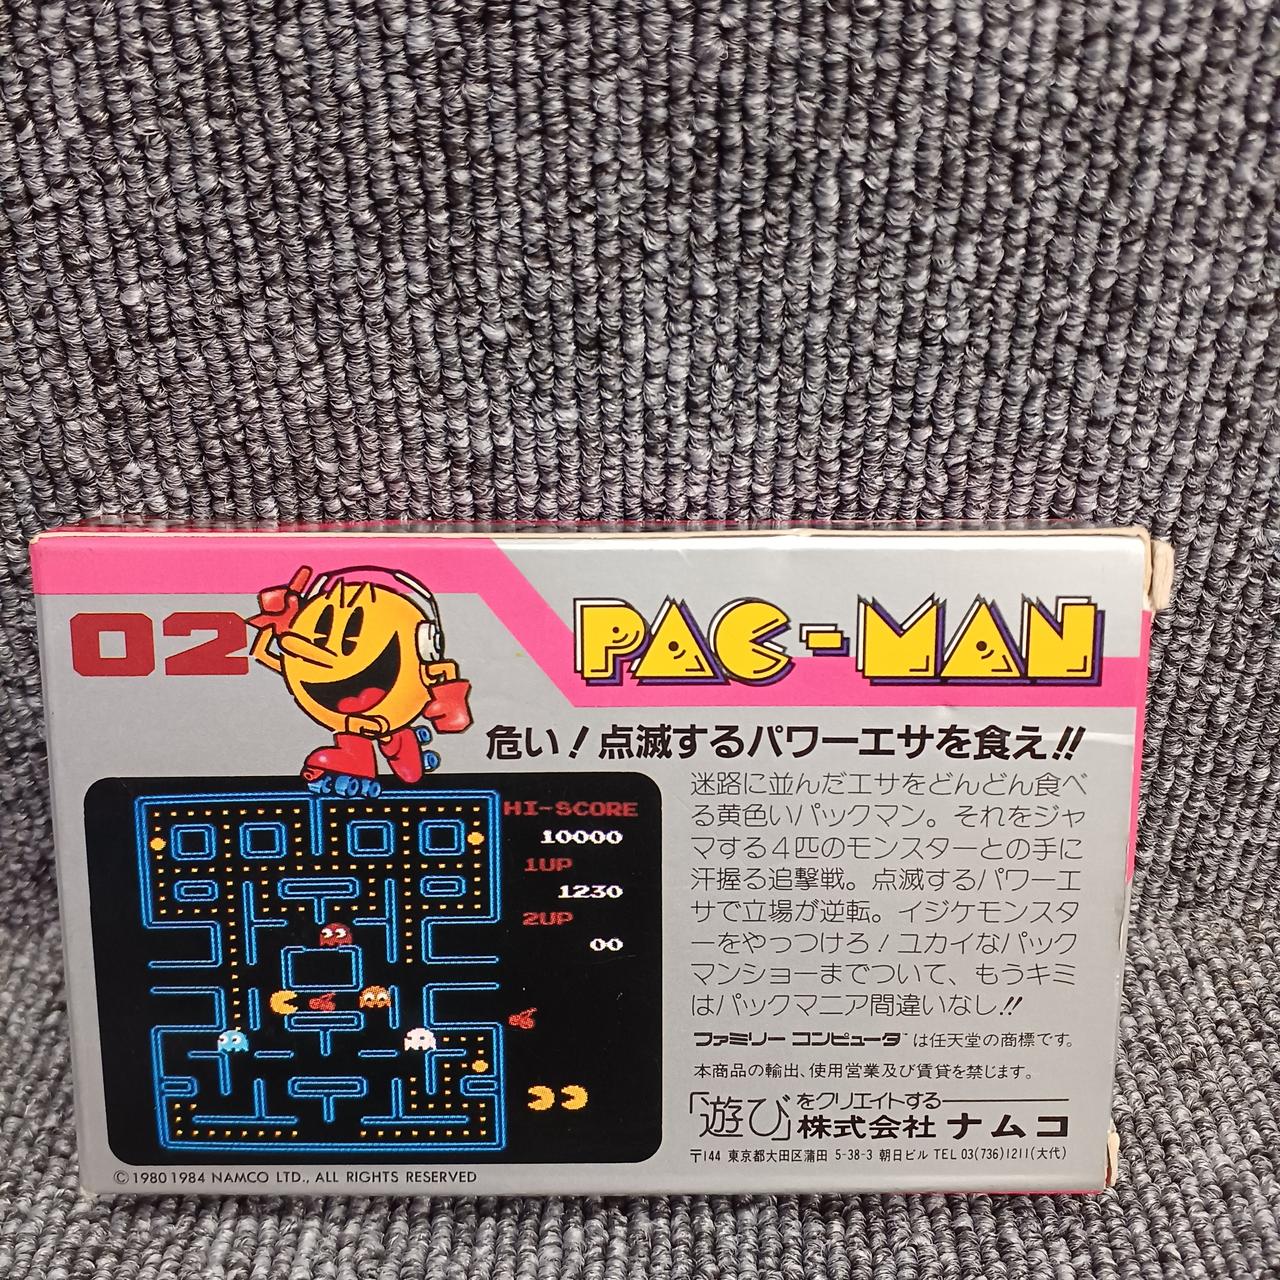 02
PAC-MAN
危い!点滅するパワーエサを食え!!
HI-SCORE
10000
1UP
1230
2UP
00
迷路に並んだエサをどんどん食べ
る黄色いパックマン。それをジャ
マする4匹のモンスターとの手に
汗握る追撃戦。点滅するパワーエ
サで立場が逆転。イジケモンスタ
ーをやっつけろ!ユカイなパック
マンショーまでついて、もうキミ
はパックマニア間違いなし!!
ファミリー コンピュータ™は任天堂の商標です。
本商品の輸出、使用営業及び賃貸を禁じます。
「遊び」をクリエイトする
株式会社 ナムコ
〒144 東京都大田区蒲田 5-38-3 朝日ビル TEL 03(736)1211(大代)
©1980 1984 NAMCO LTD., ALL RIGHTS RESERVED